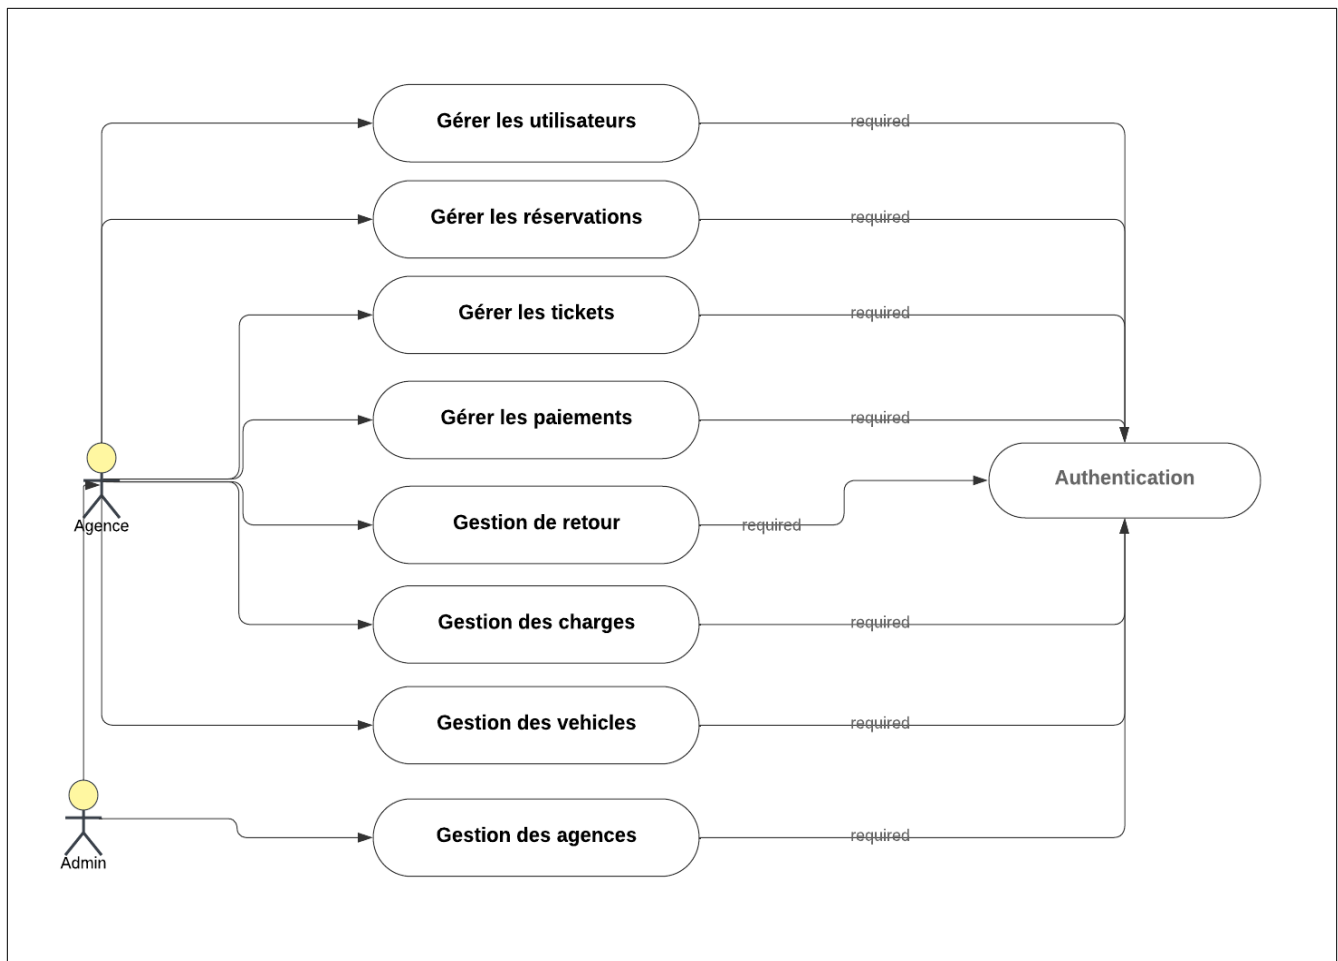 Gérer les utilisateurs
required
Gérer les réservations
required
Gérer les tickets
required
Gérer les paiements
required
Authentication
Agence
Gestion de retour
required
Gestion des charges
required
Gestion des vehicles
required
Gestion des agences
required
Admin